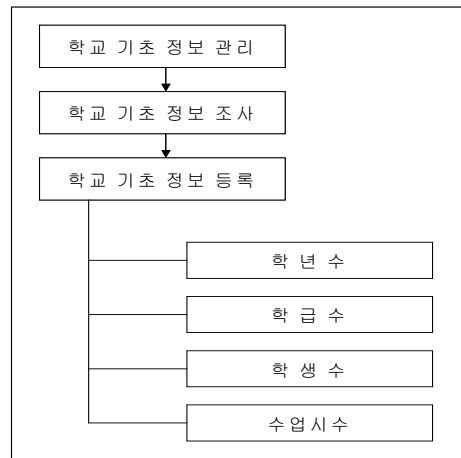 학교 기초 정보 관리
학교 기초 정보 조사
학교 기초 정보 등록
학 년 수
학 급 수
학 생 수
수업시수